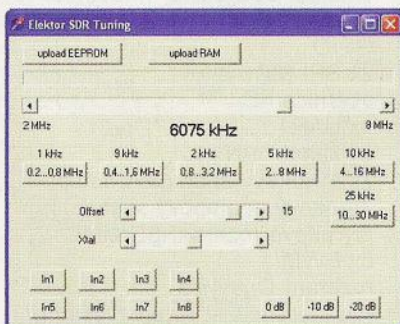 Elektor SDR Tuning
upload EEPROM upload RAM
2 MHz 6075 kHz 8 MHz
1 kHz 9 kHz 2 kHz 5 kHz 10 kHz
0.2...0,8 MHz 0,4...1,6 MHz 0,8...3,2 MHz 2...8 MHz 4...16 MHz
25 kHz
Offset 15 10...30 MHz
Xtal
In1 In2 In3 In4
In5 In6 In7 In8 0 dB -10 dB -20 dB